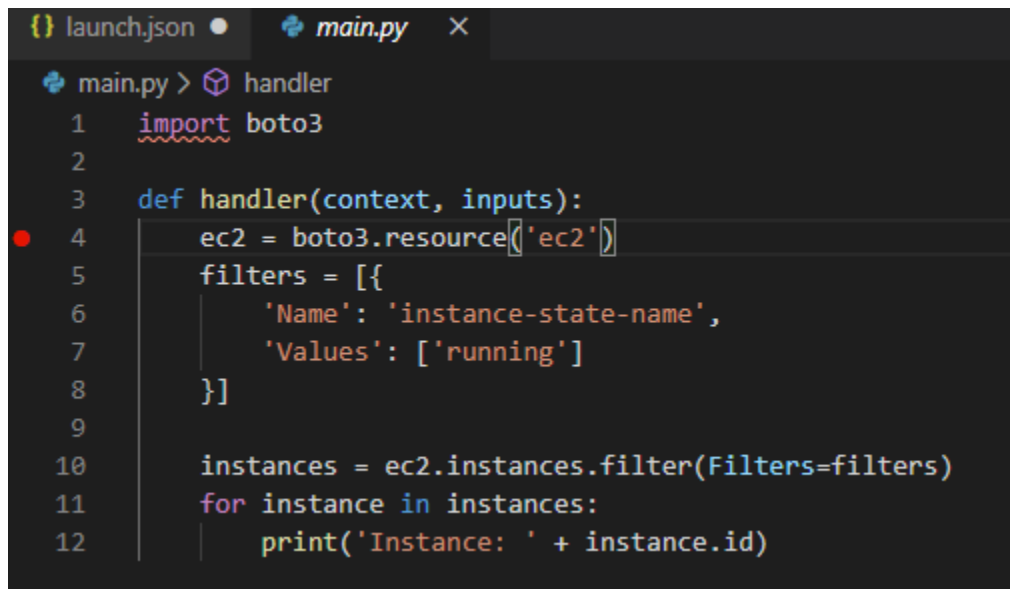 {} launch.json ● main.py ×
main.py > handler
1 import boto3
2
3 def handler(context, inputs):
4     ec2 = boto3.resource('ec2')
5     filters = [{
6         'Name': 'instance-state-name',
7         'Values': ['running']
8     }]
9
10     instances = ec2.instances.filter(Filters=filters)
11     for instance in instances:
12         print('Instance: ' + instance.id)